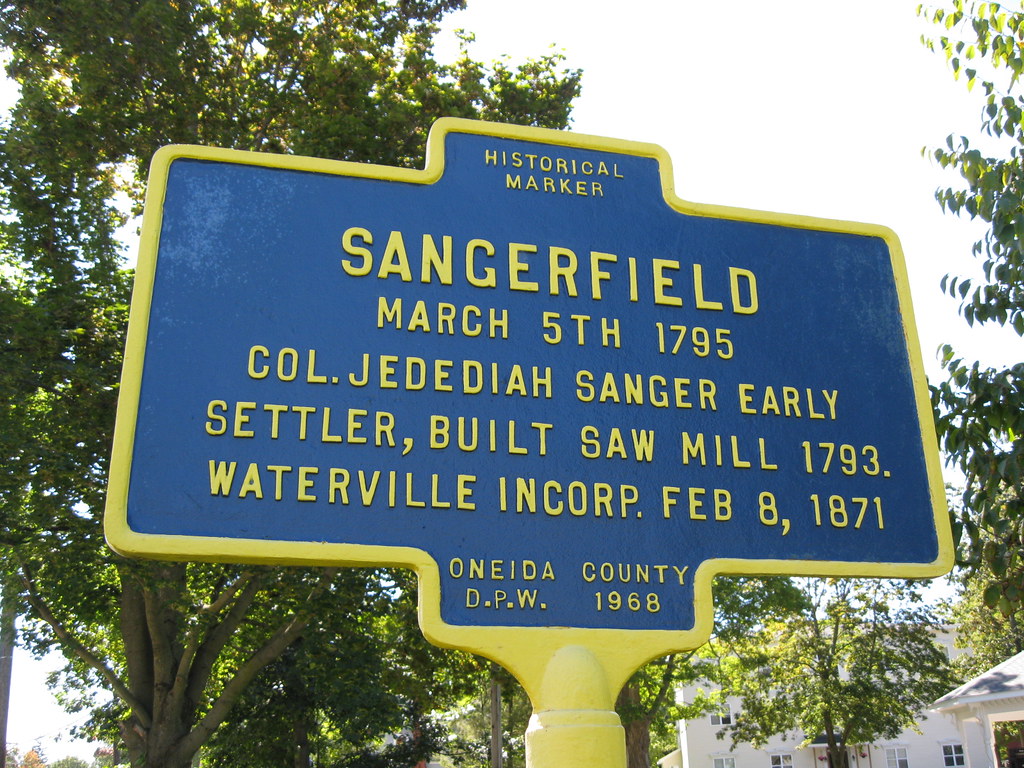 HISTORICAL
MARKER
SANGERFIELD
MARCH 5TH 1795
COL. JEDEDIAH SANGER EARLY
SETTLER, BUILT SAW MILL 1793.
WATERVILLE INCORP. FEB 8, 1871
ONEIDA COUNTY
D.P.W. 1968